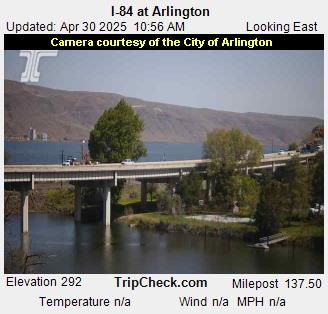 I-84 at Arlington
Updated: Apr 30 2025 10:56 AM Looking East
Camera courtesy of the City of Arlington
Elevation 292 TripCheck.com Milepost 137.50
Temperature n/a Wind n/a MPH n/a